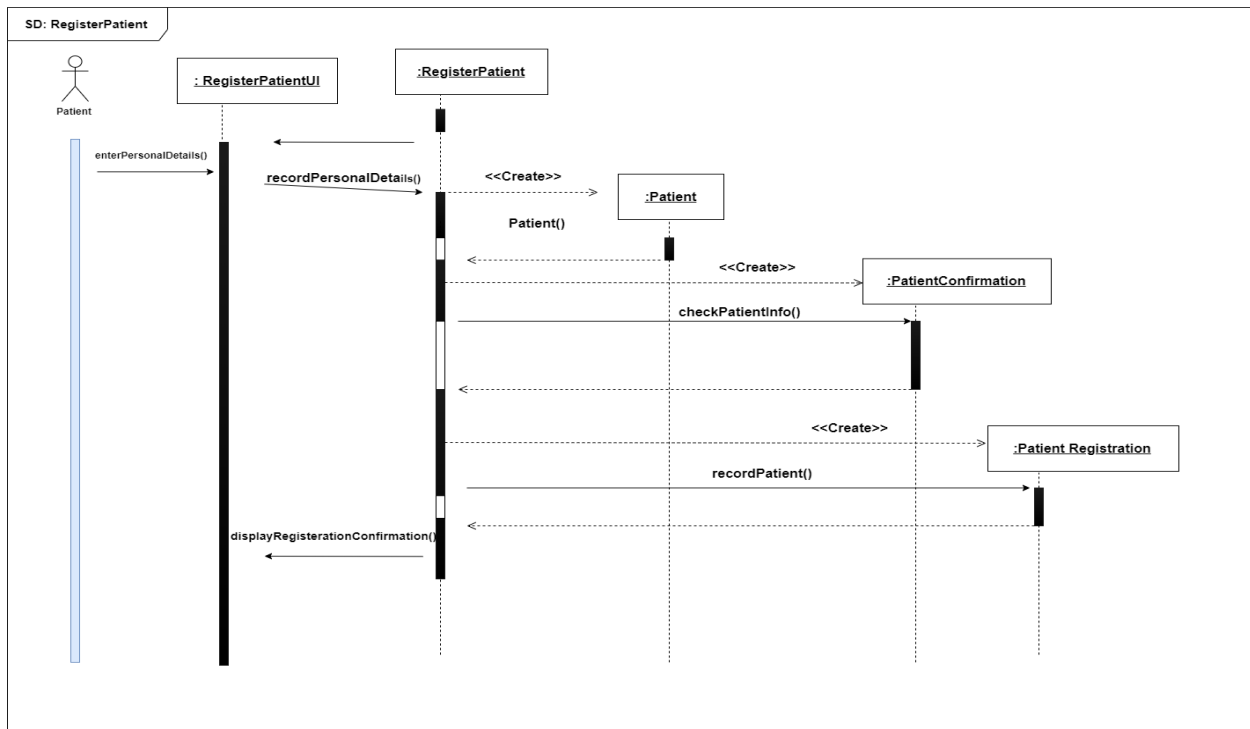 SD: RegisterPatient
:RegisterPatient
: RegisterPatientUI
Patient
enterPersonalDetails()
recordPersonalDetails()
<<Create>>
:Patient
Patient()
<<Create>>
:PatientConfirmation
checkPatientInfo()
<<Create>>
:Patient Registration
recordPatient()
displayRegisterationConfirmation()